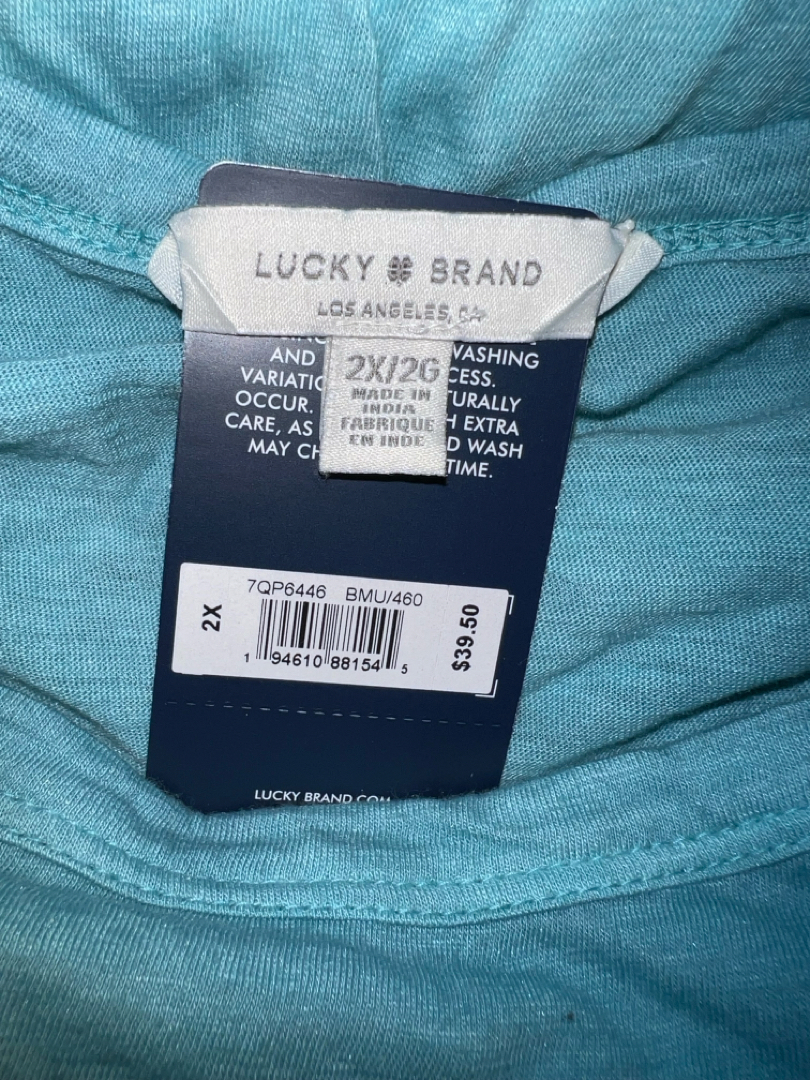 LUCKY BRAND
LOS ANGELES, CA
AND WASHING
2X/2G
VARIATIO CESS.
MADE IN
OCCUR. TURALLY
INDIA
CARE, AS H EXTRA
FABRIQUE
EN INDE
MAY CH D WASH
TIME.
7QP6446 BMU/460
2X
$39.50
1 94610 88154 5
LUCKY BRAND.COM